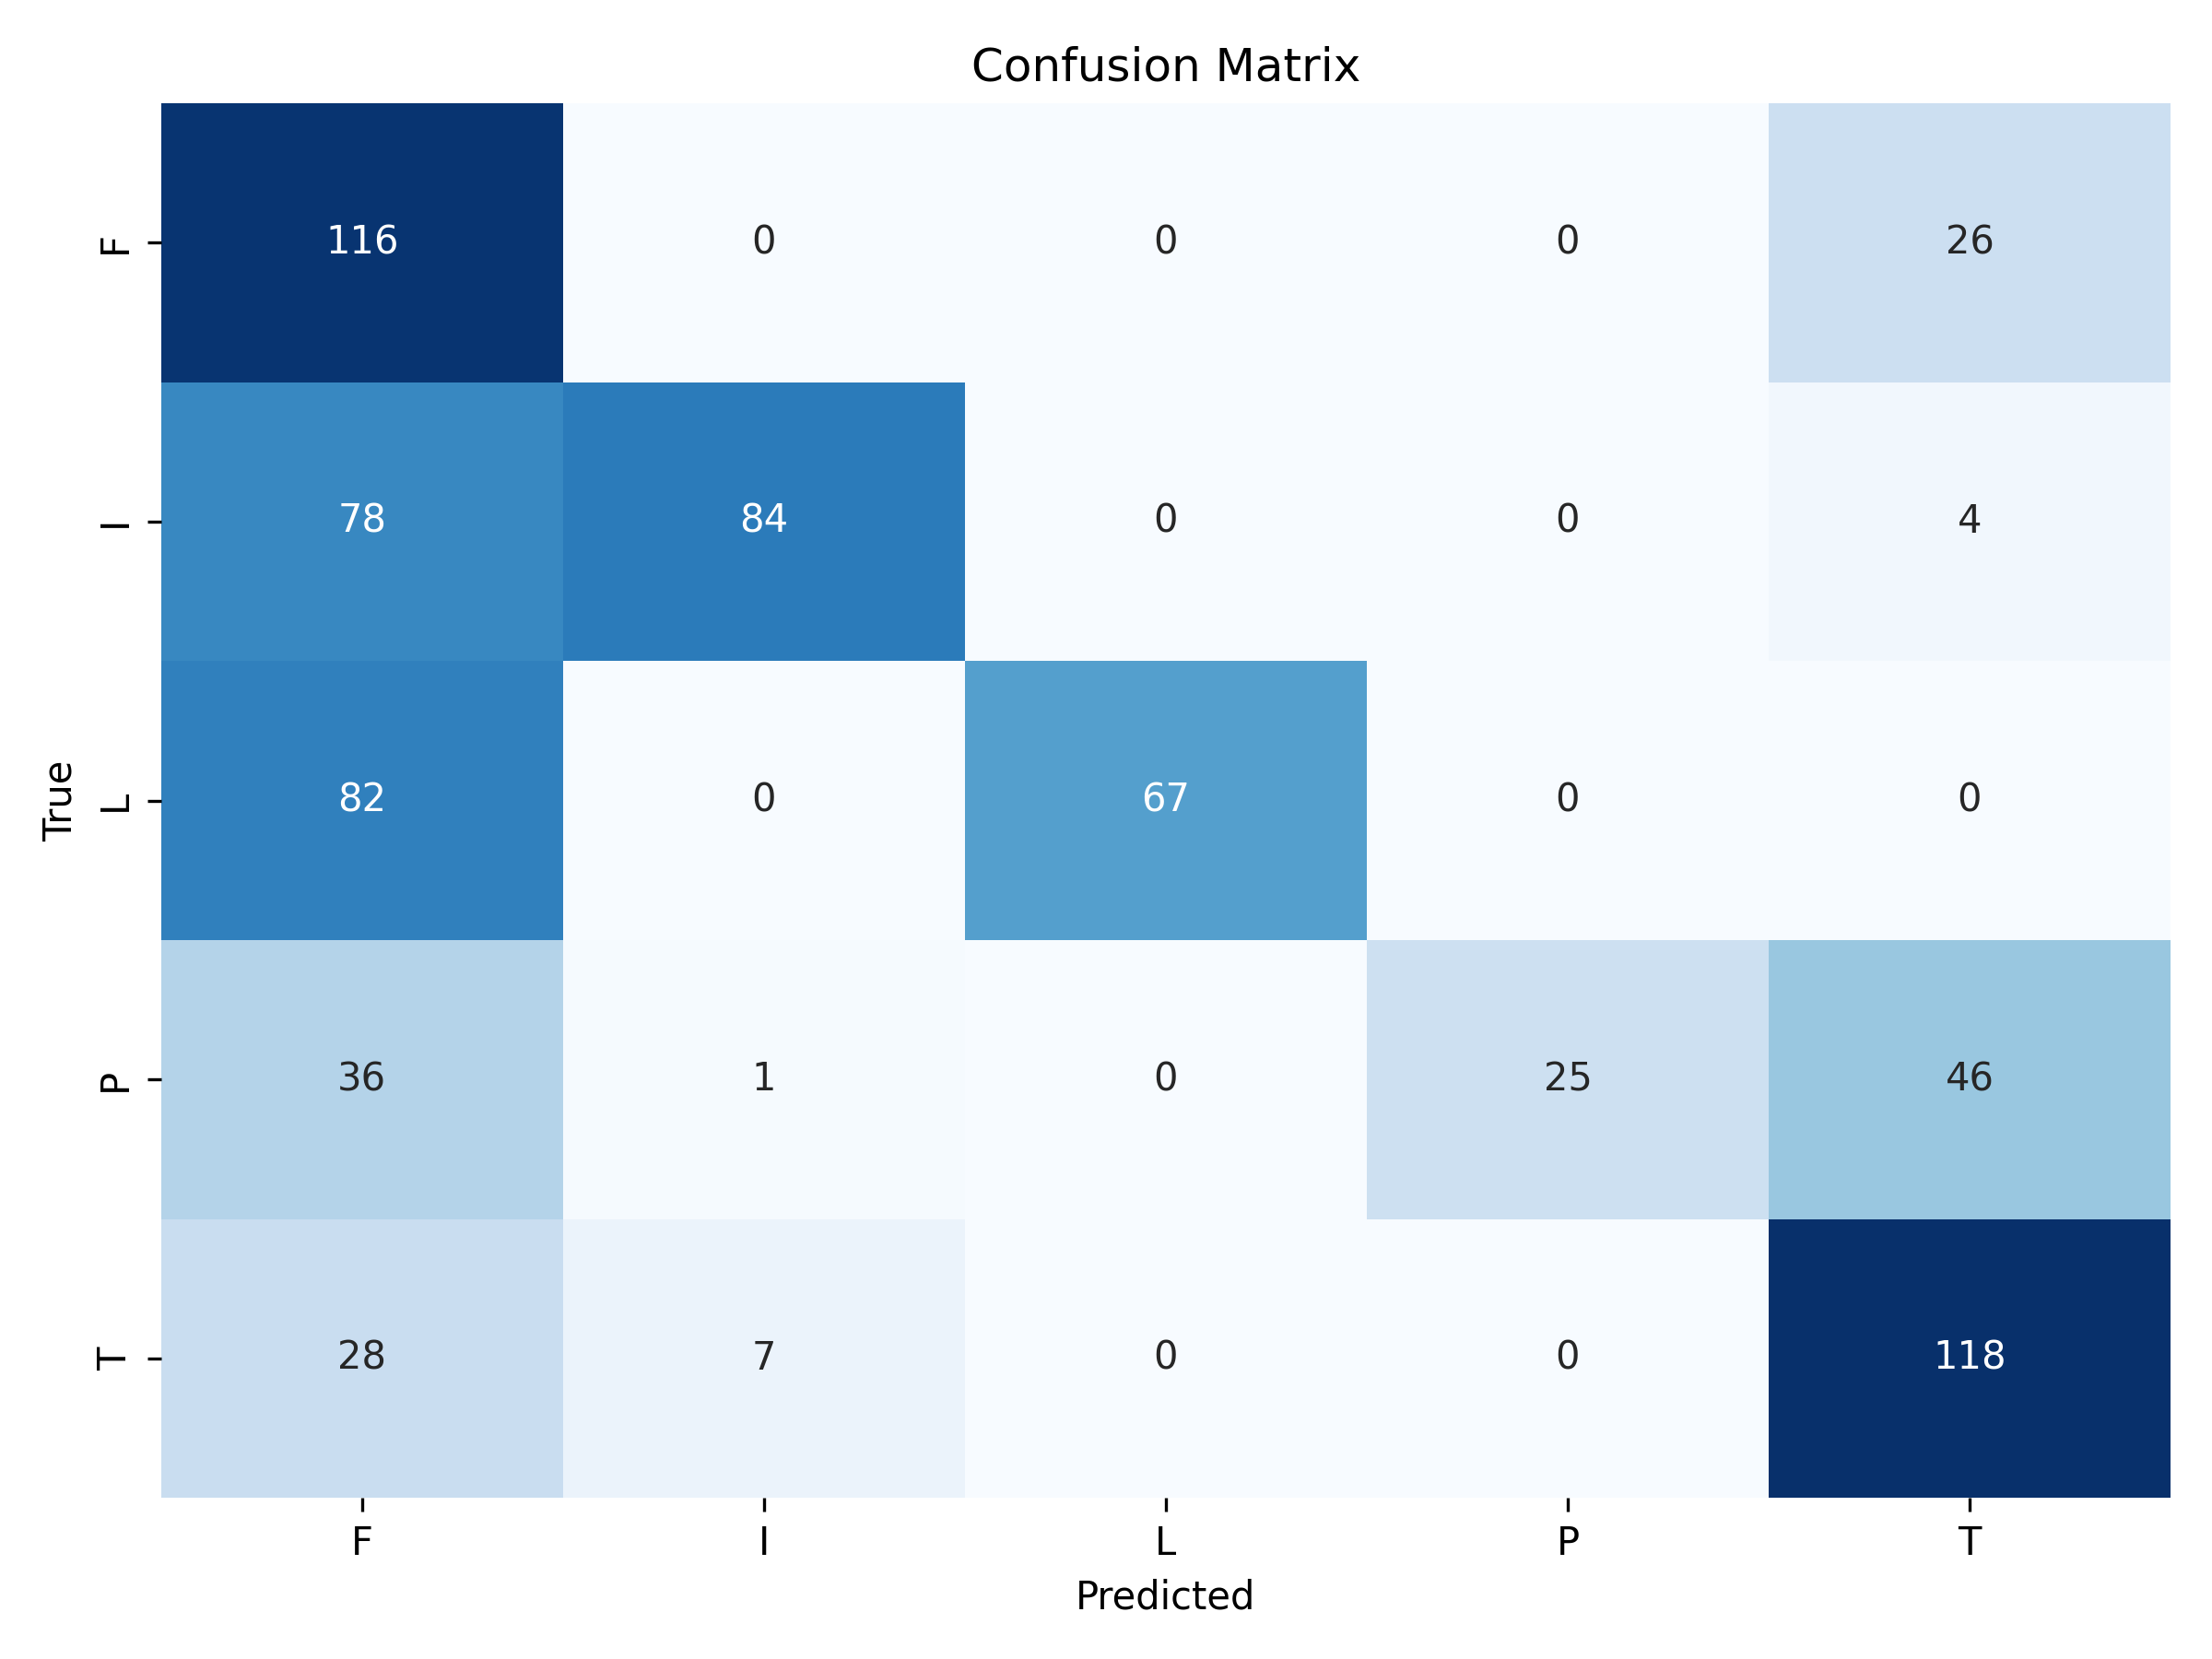 Confusion Matrix
F 116 0 0 0 26
I 78 84 0 0 4
L 82 0 67 0 0
P 36 1 0 25 46
T 28 7 0 0 118
True
F I L P T
Predicted